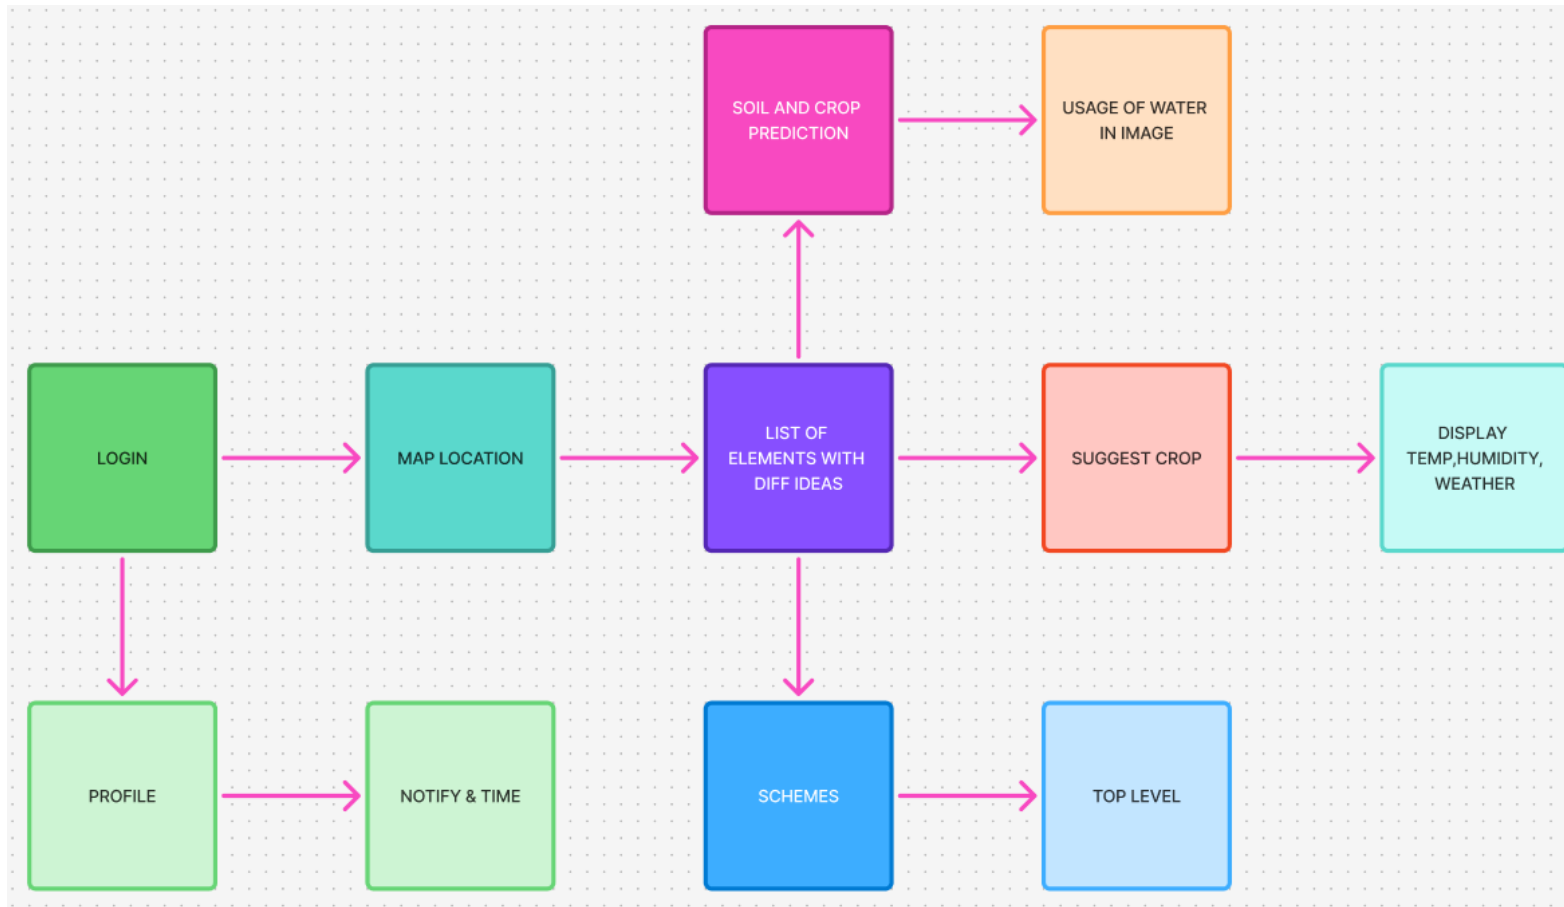 SOIL AND CROP
PREDICTION
USAGE OF WATER
IN IMAGE
LOGIN
MAP LOCATION
LIST OF
ELEMENTS WITH
DIFF IDEAS
SUGGEST CROP
DISPLAY
TEMP,HUMIDITY,
WEATHER
PROFILE
NOTIFY & TIME
SCHEMES
TOP LEVEL